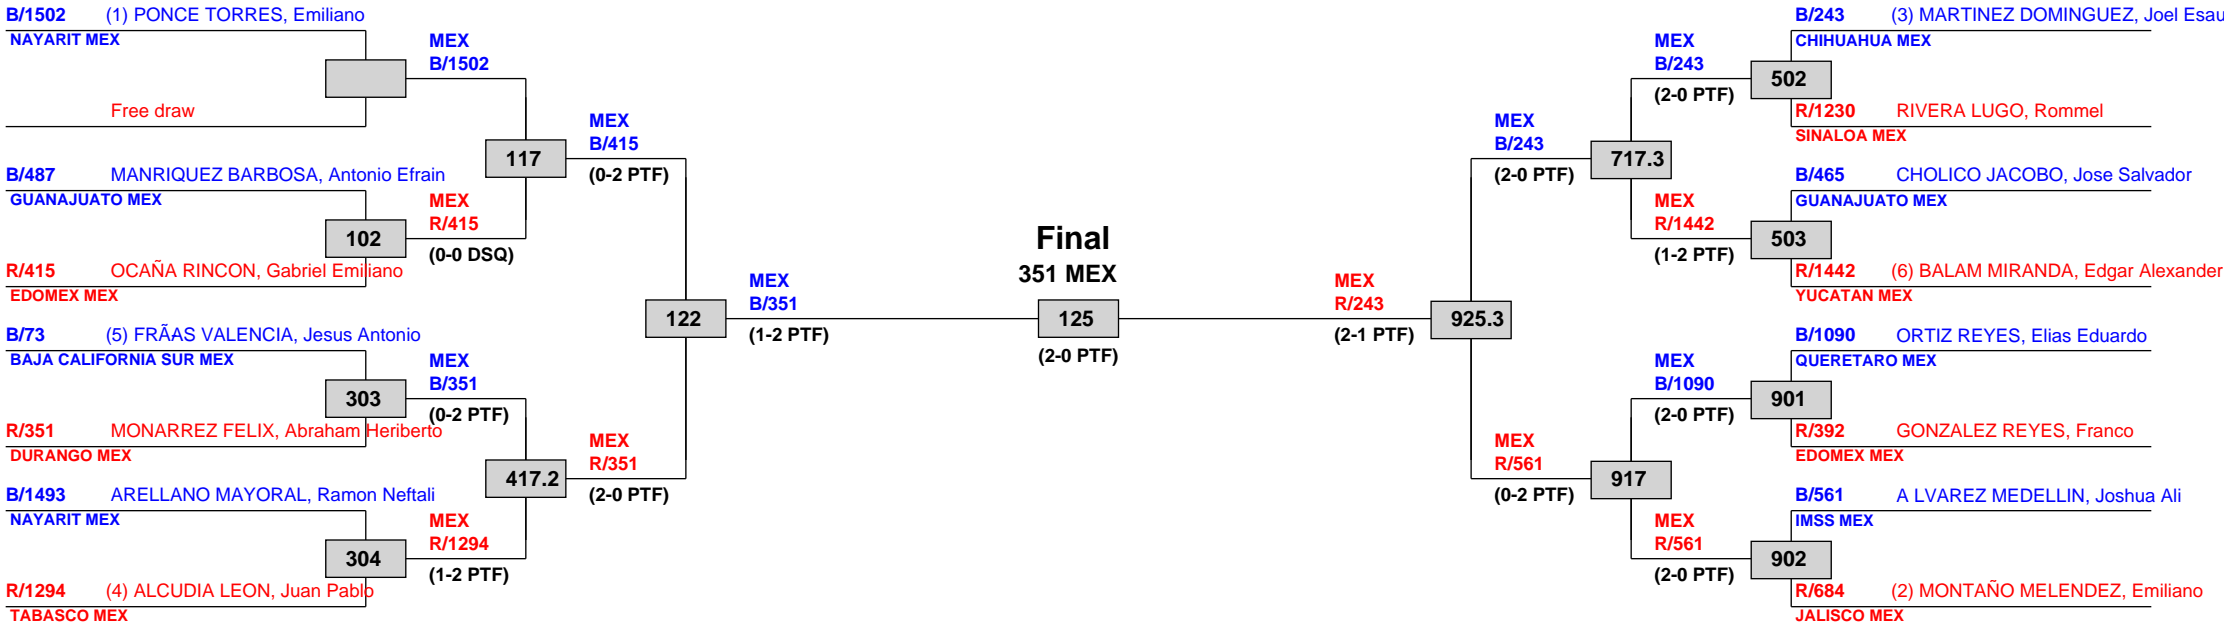 B/1502 (1) PONCE TORRES, Emiliano
NAYARIT MEX
Free draw
B/487 MANRIQUEZ BARBOSA, Antonio Efrain
GUANAJUATO MEX
R/415 OCAÑA RINCON, Gabriel Emiliano
EDOMEX MEX
B/73 (5) FRÃAS VALENCIA, Jesus Antonio
BAJA CALIFORNIA SUR MEX
R/351 MONARREZ FELIX, Abraham Heriberto
DURANGO MEX
B/1493 ARELLANO MAYORAL, Ramon Neftali
NAYARIT MEX
R/1294 (4) ALCUDIA LEON, Juan Pablo
TABASCO MEX
102
303
304
MEX
B/1502
MEX
R/415
(0-0 DSQ)
MEX
B/351
(0-2 PTF)
MEX
R/1294
(1-2 PTF)
117
417.2
MEX
B/415
(0-2 PTF)
MEX
R/351
(2-0 PTF)
122
MEX
B/351
(1-2 PTF)
Final
351 MEX
125
(2-0 PTF)
MEX
R/243
(2-1 PTF)
925.3
MEX
B/243
(2-0 PTF)
MEX
R/561
(0-2 PTF)
717.3
917
MEX
B/243
(2-0 PTF)
MEX
R/1442
(1-2 PTF)
MEX
B/1090
(2-0 PTF)
MEX
R/561
(2-0 PTF)
502
503
901
902
B/243 (3) MARTINEZ DOMINGUEZ, Joel Esau
CHIHUAHUA MEX
R/1230 RIVERA LUGO, Rommel
SINALOA MEX
B/465 CHOLICO JACOBO, Jose Salvador
GUANAJUATO MEX
R/1442 (6) BALAM MIRANDA, Edgar Alexander
YUCATAN MEX
B/1090 ORTIZ REYES, Elias Eduardo
QUERETARO MEX
R/392 GONZALEZ REYES, Franco
EDOMEX MEX
B/561 A LVAREZ MEDELLIN, Joshua Ali
IMSS MEX
R/684 (2) MONTAÑO MELENDEZ, Emiliano
JALISCO MEX